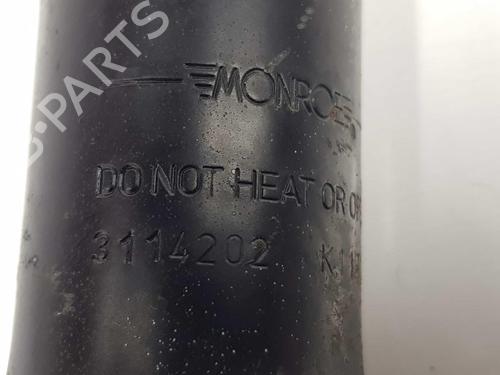 B-PARTS
MONROE
DO NOT HEAT OR
3114202